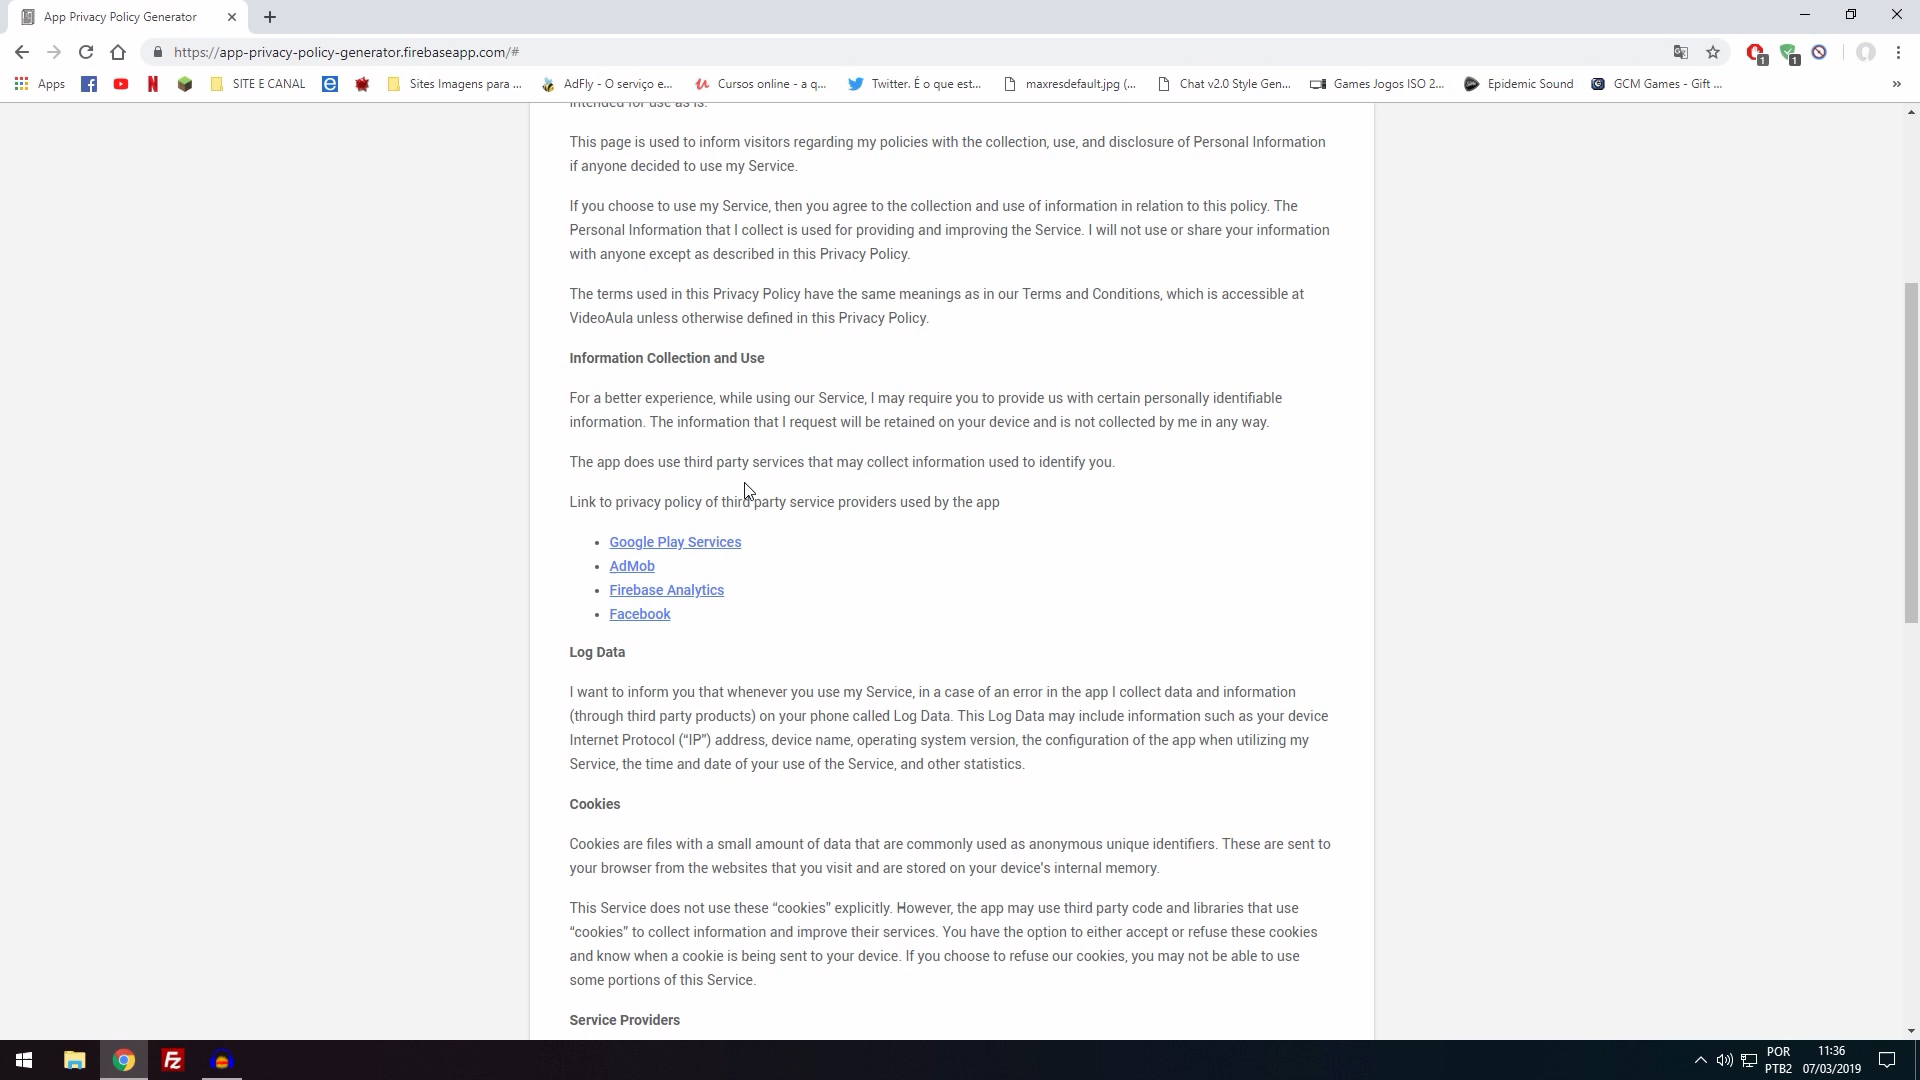 App Privacy Policy Generator
https://app-privacy-policy-generator.firebaseapp.com/#
1
1
Apps
SITE E CANAL
Sites Imagens para ...
AdFly - O serviço e...
Cursos online - a q...
Twitter. É o que est...
maxresdefault.jpg (...
Chat v2.0 Style Gen...
Games Jogos ISO 2...
Epidemic Sound
GCM Games - Gift ...
»
intended for use as is.
This page is used to inform visitors regarding my policies with the collection, use, and disclosure of Personal Information
if anyone decided to use my Service.
If you choose to use my Service, then you agree to the collection and use of information in relation to this policy. The
Personal Information that I collect is used for providing and improving the Service. I will not use or share your information
with anyone except as described in this Privacy Policy.
The terms used in this Privacy Policy have the same meanings as in our Terms and Conditions, which is accessible at
VideoAula unless otherwise defined in this Privacy Policy.
Information Collection and Use
For a better experience, while using our Service, I may require you to provide us with certain personally identifiable
information. The information that I request will be retained on your device and is not collected by me in any way.
The app does use third party services that may collect information used to identify you.
Link to privacy policy of third party service providers used by the app
• Google Play Services
• AdMob
• Firebase Analytics
• Facebook
Log Data
I want to inform you that whenever you use my Service, in a case of an error in the app I collect data and information
(through third party products) on your phone called Log Data. This Log Data may include information such as your device
Internet Protocol (“IP”) address, device name, operating system version, the configuration of the app when utilizing my
Service, the time and date of your use of the Service, and other statistics.
Cookies
Cookies are files with a small amount of data that are commonly used as anonymous unique identifiers. These are sent to
your browser from the websites that you visit and are stored on your device's internal memory.
This Service does not use these “cookies” explicitly. However, the app may use third party code and libraries that use
“cookies” to collect information and improve their services. You have the option to either accept or refuse these cookies
and know when a cookie is being sent to your device. If you choose to refuse our cookies, you may not be able to use
some portions of this Service.
Service Providers
Fz
POR
PTB2
11:36
07/03/2019